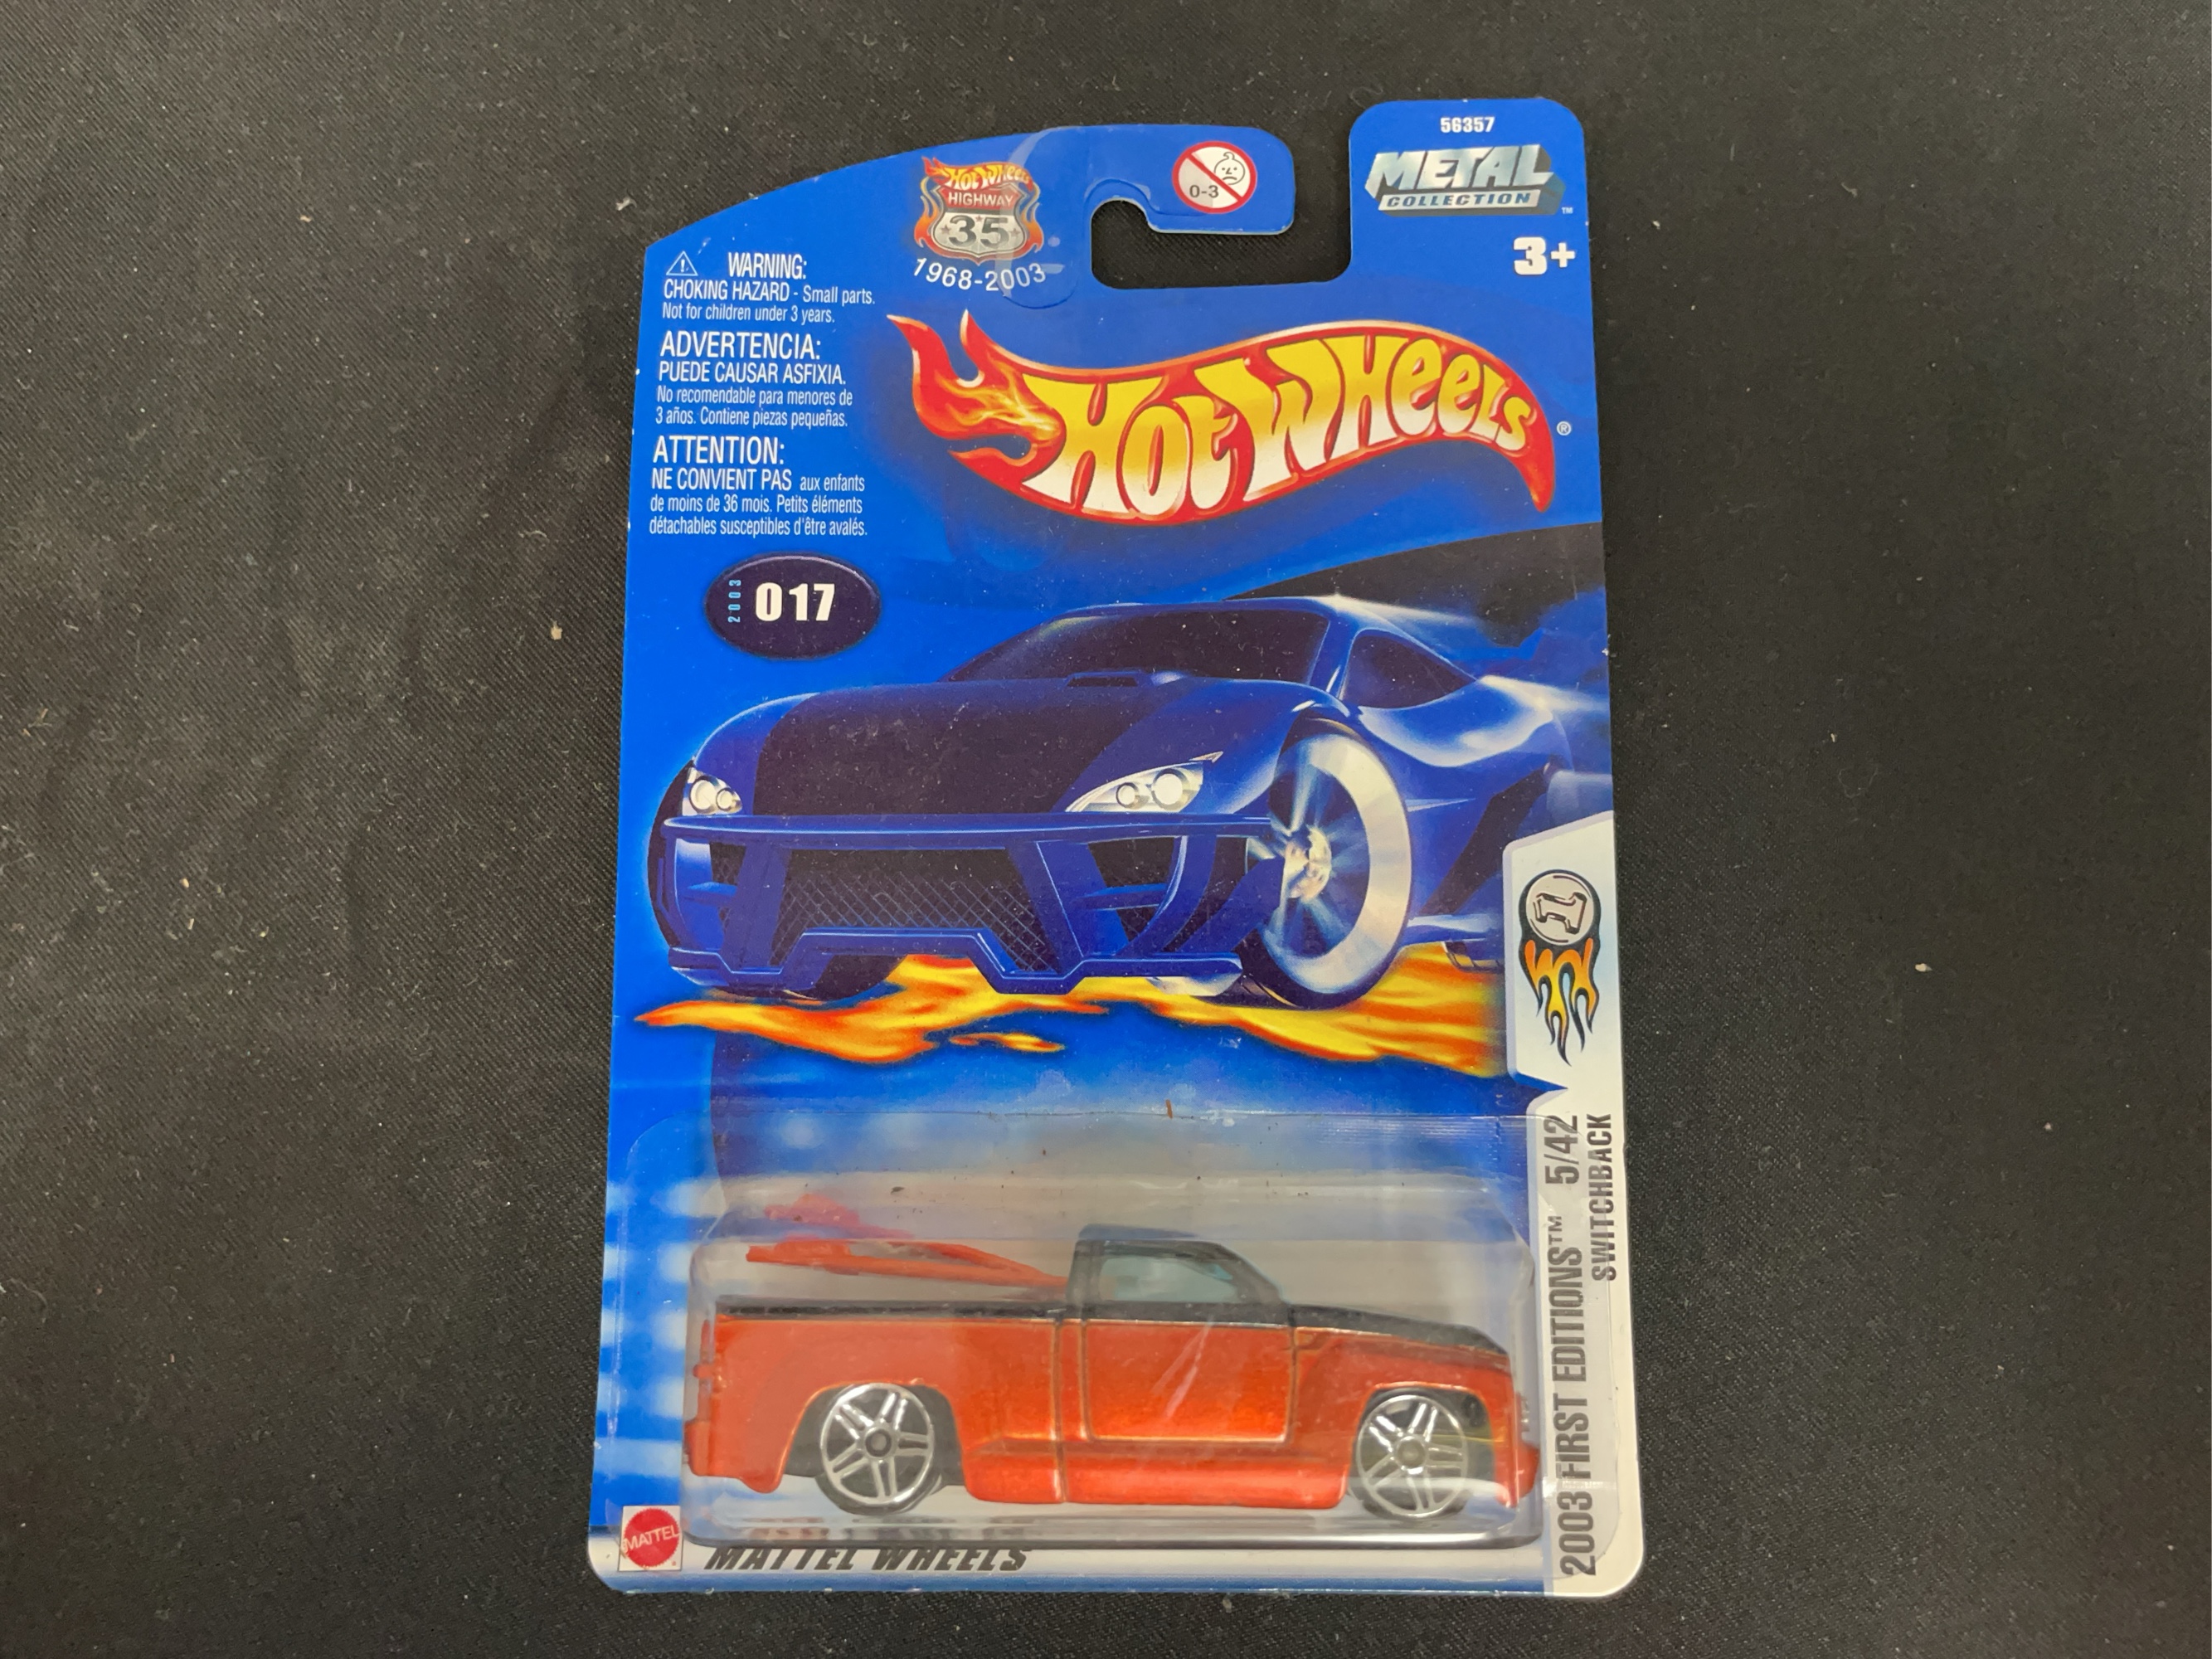 56357
METAL
COLLECTION™
3+
HOT WHEELS
HIGHWAY
35
1968-2003
0-3
WARNING:
CHOKING HAZARD - Small parts.
Not for children under 3 years.
ADVERTENCIA:
PUEDE CAUSAR ASFIXIA.
No recomendable para menores de
3 años. Contiene piezas pequeñas.
ATTENTION:
NE CONVIENT PAS aux enfants
de moins de 36 mois. Petits éléments
détachables susceptibles d'être avalés.
HOT WHEELS®
2003
017
1
2003 FIRST EDITIONS™ 5/42
SWITCHBACK
MATTEL
MATTEL WHEELS